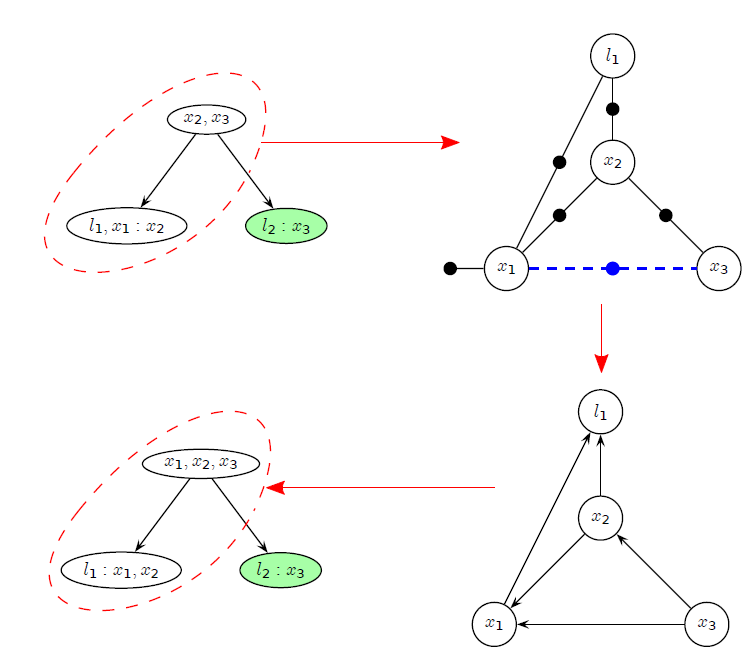 x₂, x₃
l₁, x₁ : x₂
l₂ : x₃
l₁
x₂
x₁
x₃
x₁, x₂, x₃
l₁ : x₁, x₂
l₂ : x₃
l₁
x₂
x₁
x₃